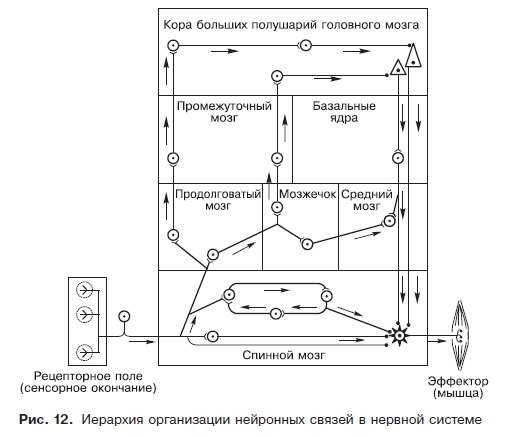 Кора больших полушарий головного мозга
Промежуточный
мозг
Базальные
ядра
Продолговатый
мозг
Мозжечок
Средний
мозг
Спинной мозг
Рецепторное поле
(сенсорное окончание)
Эффектор
(мышца)
Рис. 12. Иерархия организации нейронных связей в нервной системе